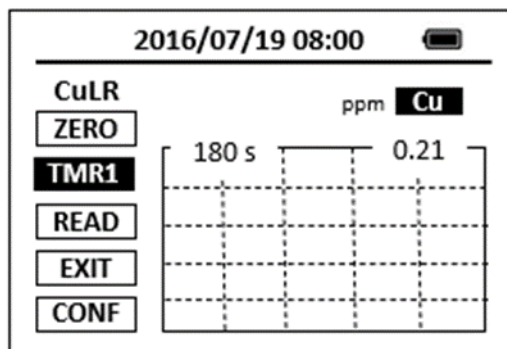 2016/07/19 08:00
CuLR
ppm Cu
ZERO
180 s 0.21
TMR1
READ
EXIT
CONF